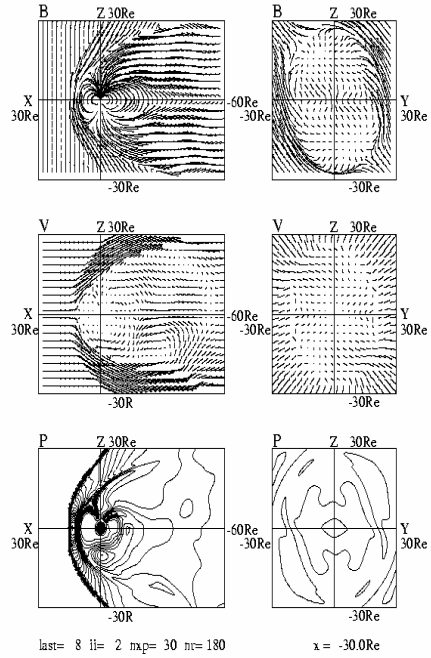 B Z 30Re B Z 30Re
X -60Re Y
30Re -30Re 30Re
-30Re -30Re
V Z 30Re V Z 30Re
X -60Re Y
30Re -30Re 30Re
-30R -30Re
P Z 30Re P Z 30Re
X -60Re Y
30Re -30Re 30Re
-30R -30Re
last= 8 ii= 2 nxp= 30 nr= 180 x = -30.0Re